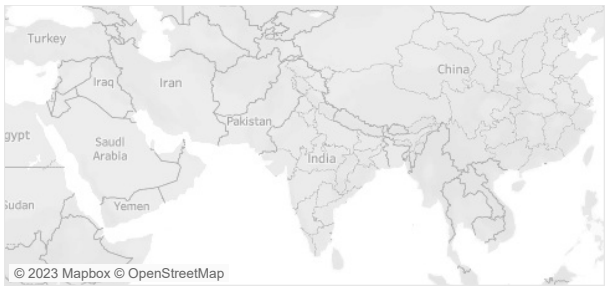 Turkey
China
Iraq
Iran
Pakistan
gypt
Saudi
Arabia
India
Sudan
Yemen
© 2023 Mapbox © OpenStreetMap